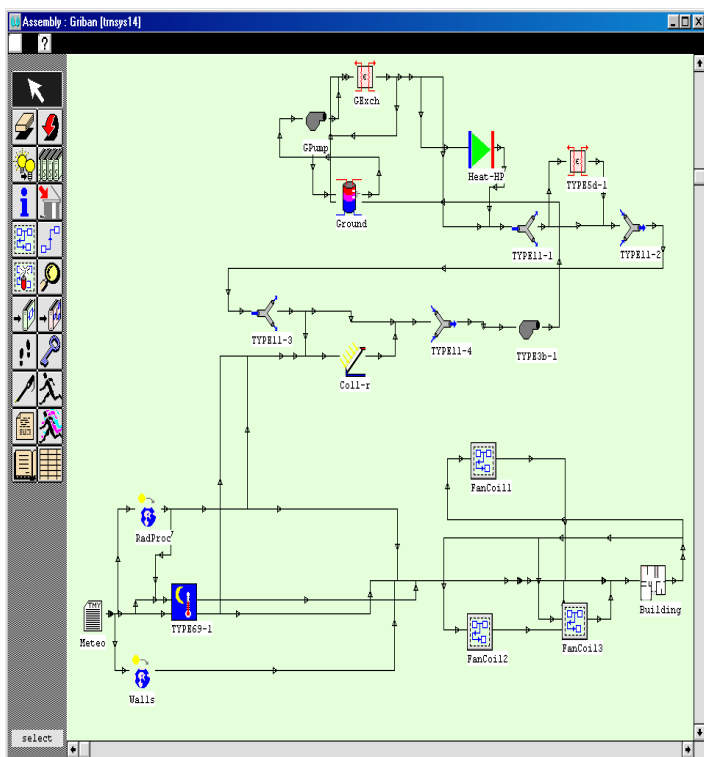 Assembly : Griban [trnsys14]
?
GExch
GPump
Heat-HP
TYPE5d-1
Ground
TYPE11-1
TYPE11-2
TYPE11-3
TYPE11-4
TYPE3b-1
Coll-r
FanCoil1
RadProc
TMY
Meteo
TYPE69-1
Building
FanCoil2
FanCoil3
Walls
select